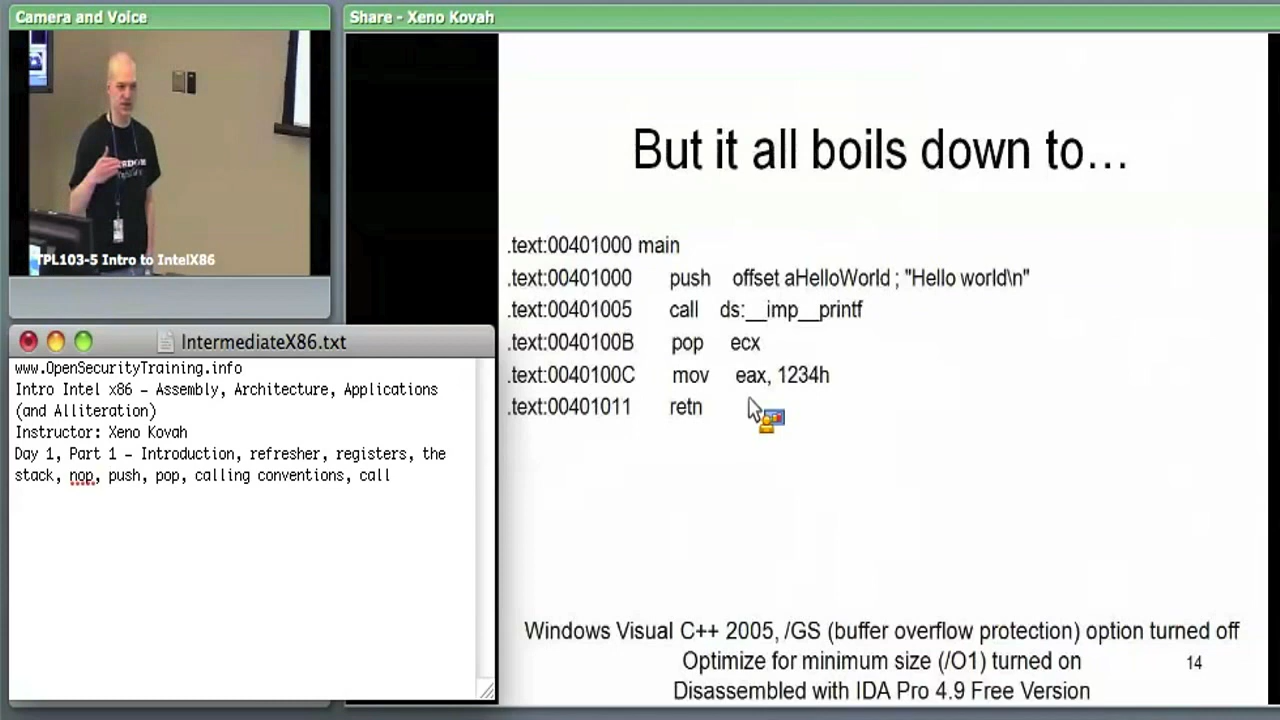 Camera and Voice
TPL103-5 Intro to IntelX86
IntermediateX86.txt
www.OpenSecurityTraining.info
Intro Intel x86 – Assembly, Architecture, Applications
(and Alliteration)
Instructor: Xeno Kovah
Day 1, Part 1 – Introduction, refresher, registers, the
stack, nop, push, pop, calling conventions, call
Share - Xeno Kovah
But it all boils down to…
.text:00401000 main
.text:00401000 push offset aHelloWorld ; "Hello world\n"
.text:00401005 call ds:__imp__printf
.text:0040100B pop ecx
.text:0040100C mov eax, 1234h
.text:00401011 retn
Windows Visual C++ 2005, /GS (buffer overflow protection) option turned off
Optimize for minimum size (/O1) turned on
14
Disassembled with IDA Pro 4.9 Free Version